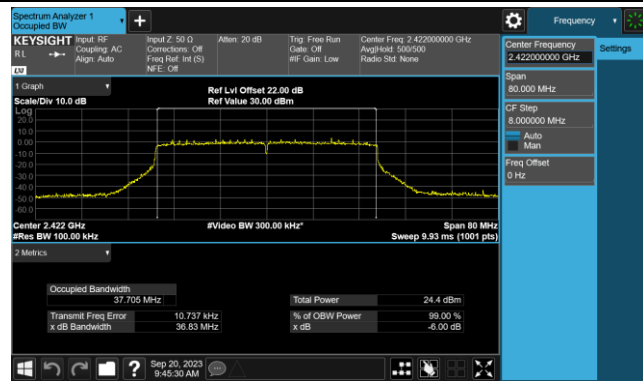 Spectrum Analyzer 1
Occupied BW
Frequency
KEYSIGHT
RL
Input: RF
Coupling: AC
Align: Auto
Input Z: 50 Ω
Corrections: Off
Freq Ref: Int (S)
NFE: Off
Atten: 20 dB
Trig: Free Run
Gate: Off
#IF Gain: Low
Center Freq: 2.422000000 GHz
Avg|Hold: 500/500
Radio Std: None
LXI
Center Frequency
2.422000000 GHz
Settings
Span
80.000 MHz
CF Step
8.000000 MHz
Auto
Man
Freq Offset
0 Hz
1 Graph
Scale/Div 10.0 dB
Ref Lvl Offset 22.00 dB
Ref Value 30.00 dBm
Log
20.0
10.0
0.00
-10.0
-20.0
-30.0
-40.0
-50.0
-60.0
Center 2.422 GHz
#Res BW 100.00 kHz
#Video BW 300.00 kHz*
Span 80 MHz
Sweep 9.93 ms (1001 pts)
2 Metrics
Occupied Bandwidth
37.705 MHz
Total Power 24.4 dBm
Transmit Freq Error 10.737 kHz
% of OBW Power 99.00 %
x dB Bandwidth 36.83 MHz
x dB -6.00 dB
?
Sep 20, 2023
9:45:30 AM